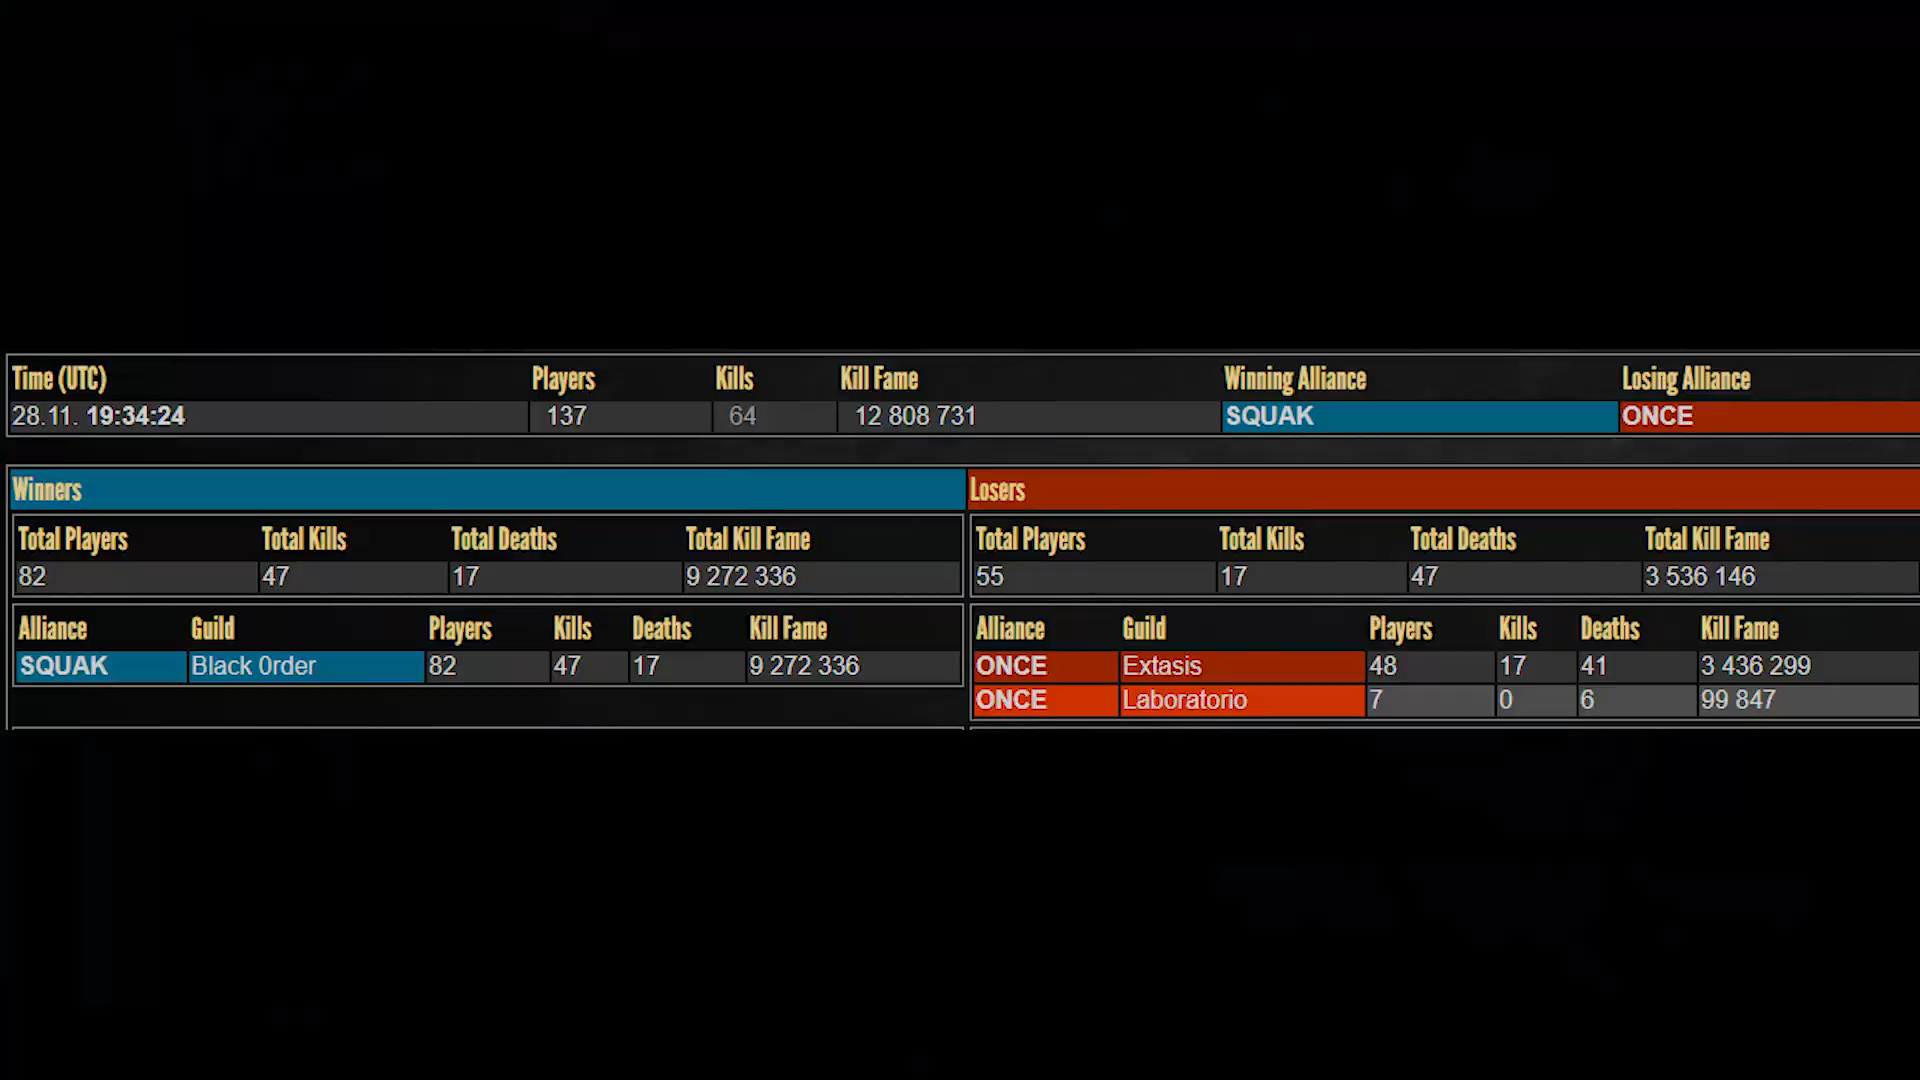 Time (UTC) Players Kills Kill Fame Winning Alliance Losing Alliance
28.11. 19:34:24 137 64 12 808 731 SQUAK ONCE
Winners Losers
Total Players Total Kills Total Deaths Total Kill Fame Total Players Total Kills Total Deaths Total Kill Fame
82 47 17 9 272 336 55 17 47 3 536 146
Alliance Guild Players Kills Deaths Kill Fame Alliance Guild Players Kills Deaths Kill Fame
SQUAK Black 0rder 82 47 17 9 272 336 ONCE Extasis 48 17 41 3 436 299
ONCE Laboratorio 7 0 6 99 847